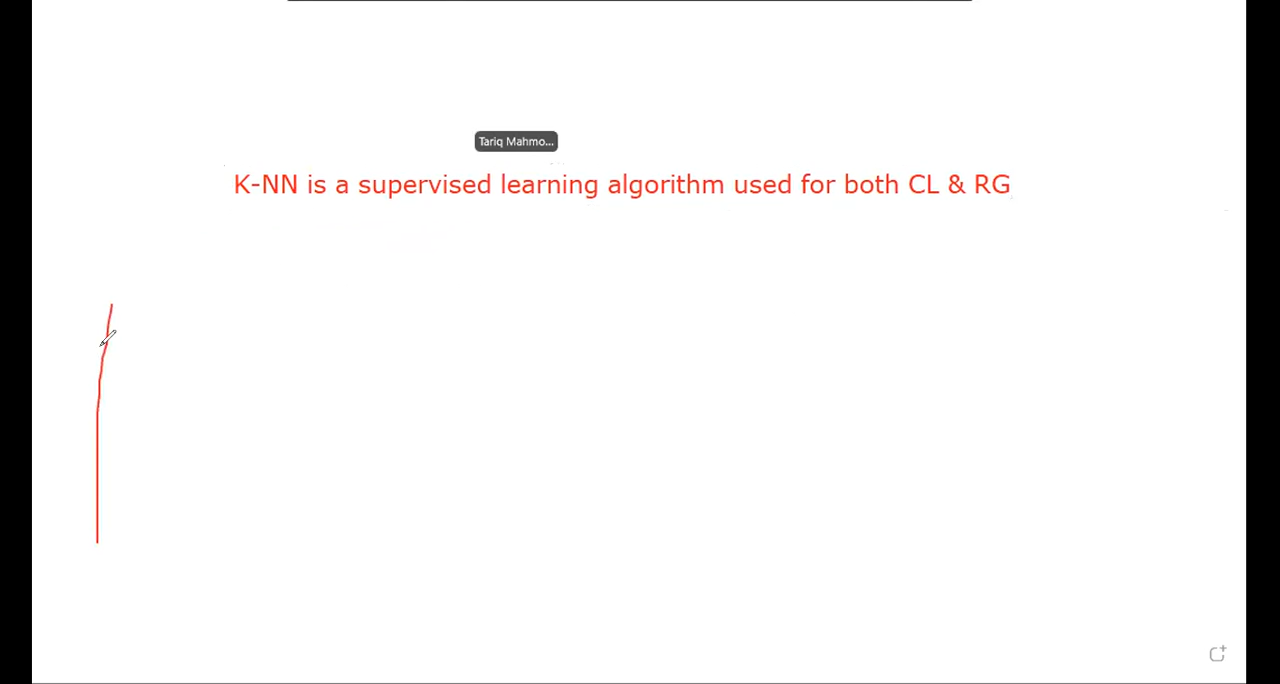 Tariq Mahmo...
K-NN is a supervised learning algorithm used for both CL & RG